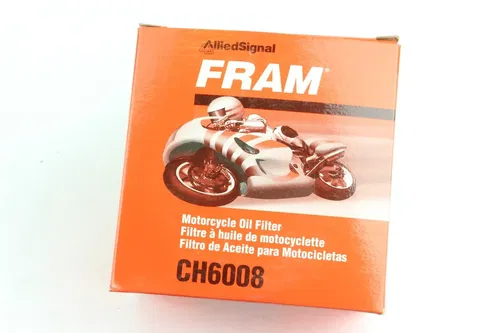 AlliedSignal
FRAM
Motorcycle Oil Filter
Filtre à huile de motocyclette
Filtro de Aceite para Motocicletas
CH6008